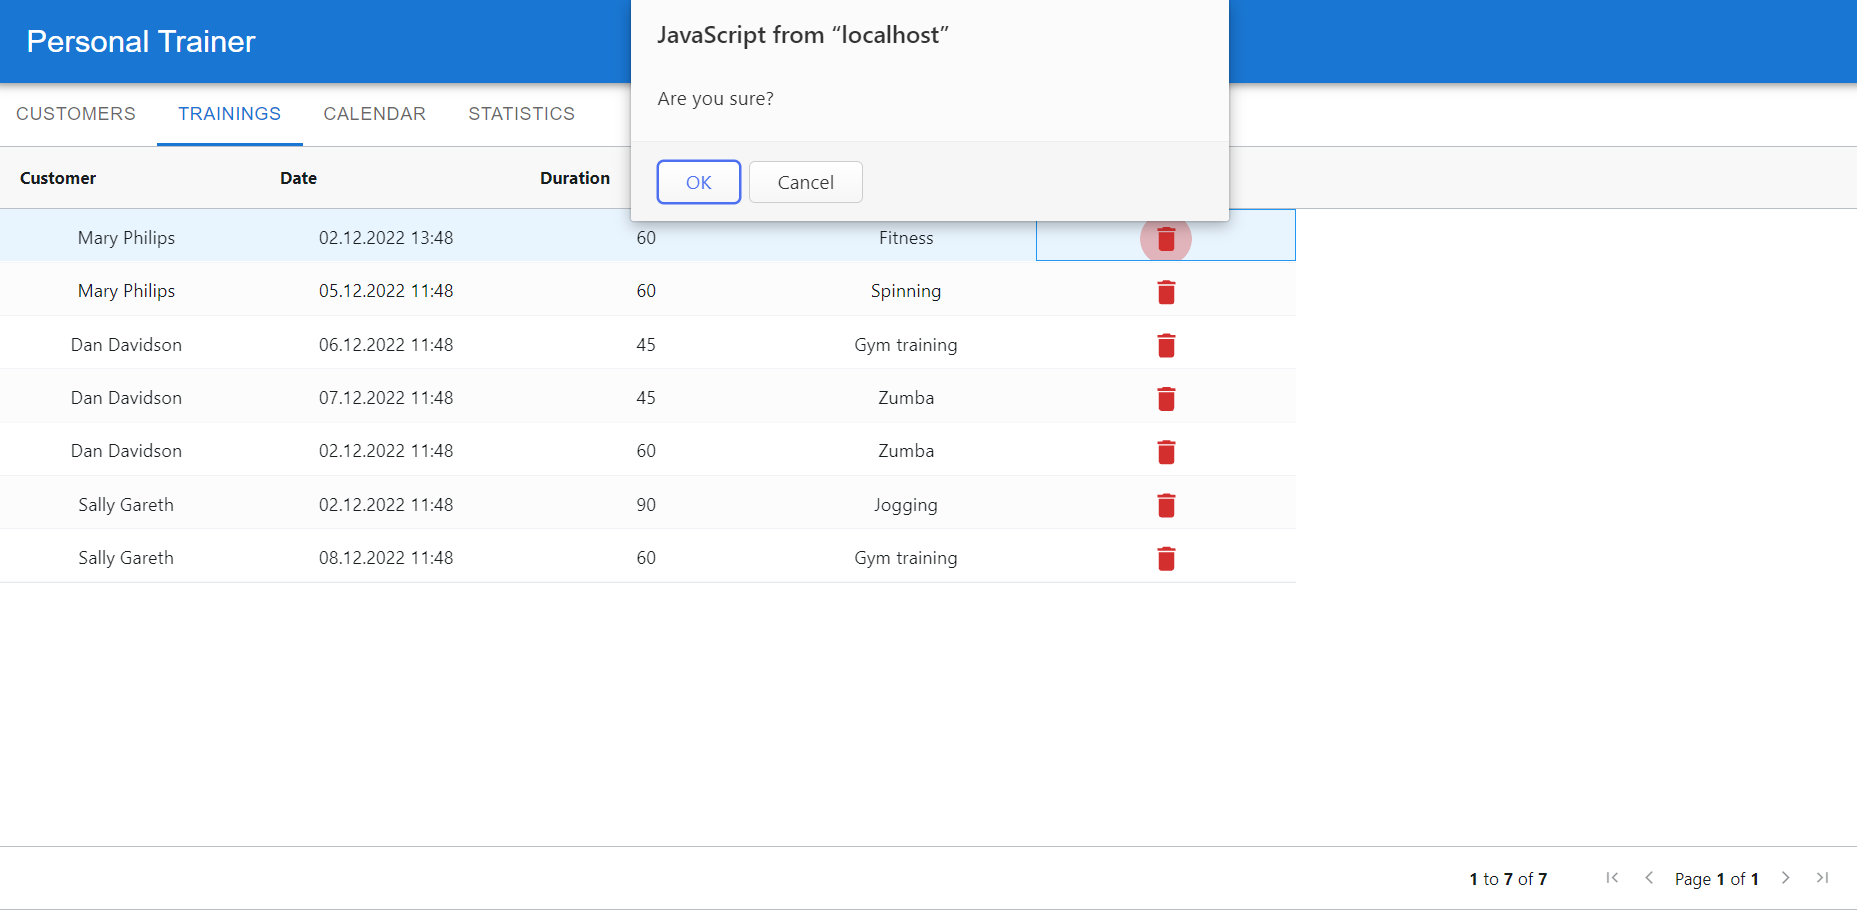 Personal Trainer
JavaScript from “localhost”
Are you sure?
OK Cancel
CUSTOMERS TRAININGS CALENDAR STATISTICS
Customer Date Duration
Mary Philips 02.12.2022 13:48 60 Fitness
Mary Philips 05.12.2022 11:48 60 Spinning
Dan Davidson 06.12.2022 11:48 45 Gym training
Dan Davidson 07.12.2022 11:48 45 Zumba
Dan Davidson 02.12.2022 11:48 60 Zumba
Sally Gareth 02.12.2022 11:48 90 Jogging
Sally Gareth 08.12.2022 11:48 60 Gym training
1 to 7 of 7 Page 1 of 1